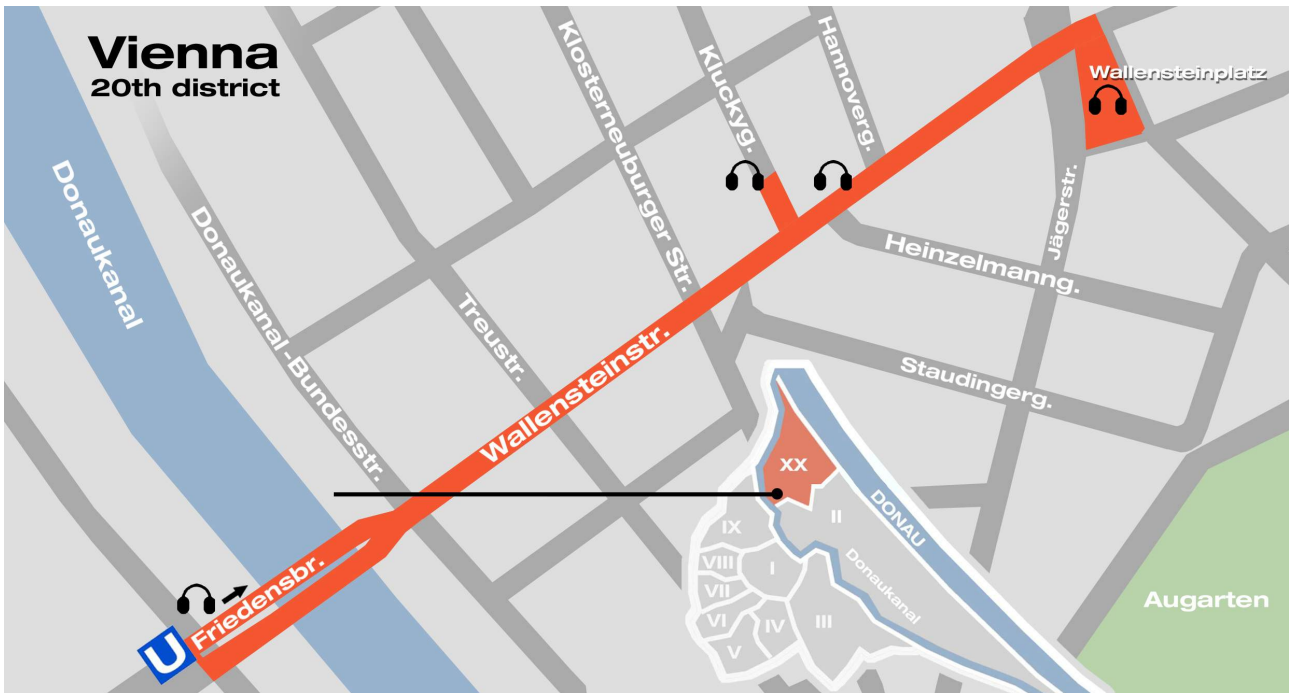 Vienna
20th district
Donaukanal
Donaukanal-Bundesstr.
Treustr.
Klosterneuburger Str.
Kluckyg.
Hannoverg.
Wallensteinplatz
Jägerstr.
Heinzelmanng.
Staudingerg.
Wallensteinstr.
Friedensbr.
U
Augarten
XX
DONAU
II
IX
I
VIII
VII
VI
IV
V
III
Donaukanal